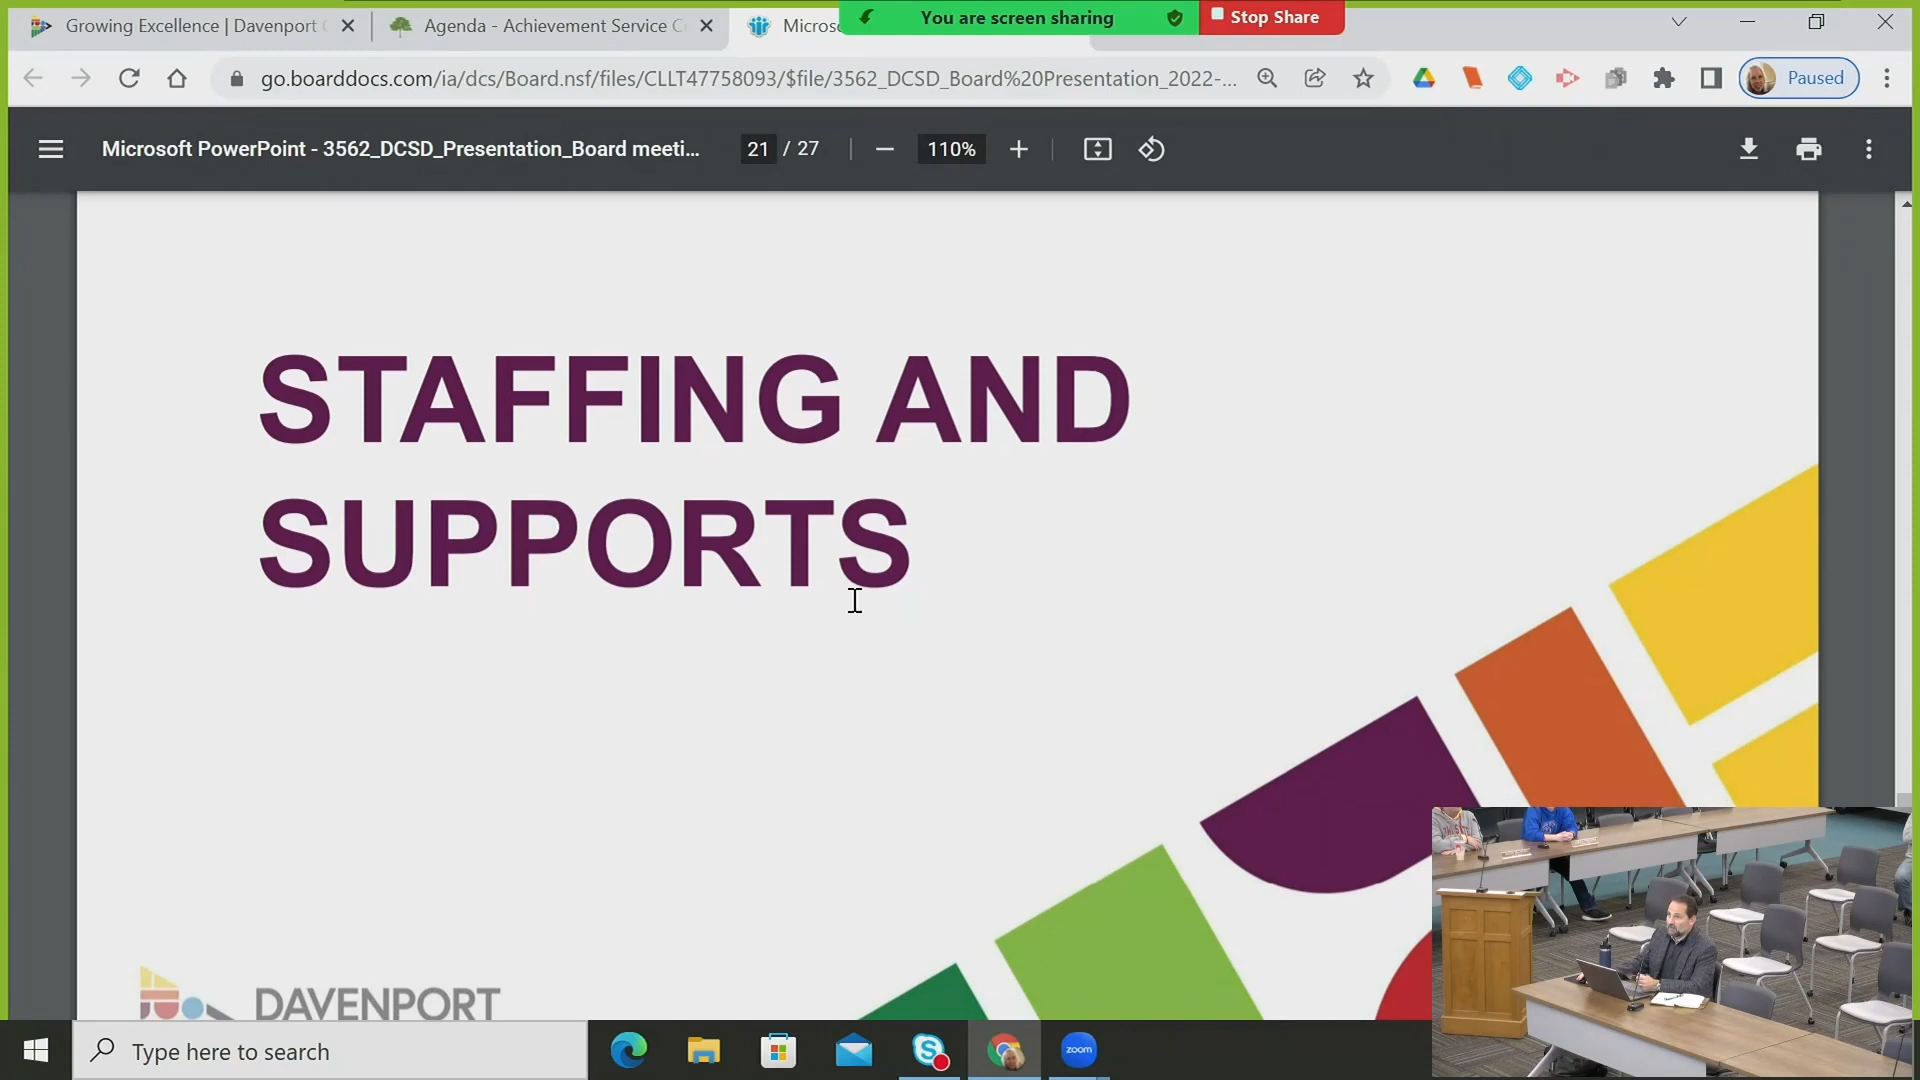 Growing Excellence | Davenport C
Agenda - Achievement Service C
Micros
You are screen sharing
Stop Share
go.boarddocs.com/ia/dcs/Board.nsf/files/CLLT47758093/$file/3562_DCSD_Board%20Presentation_2022-...
Paused
Microsoft PowerPoint - 3562_DCSD_Presentation_Board meeti...
21 / 27
110%
STAFFING AND
SUPPORTS
DAVENPORT
Type here to search
zoom